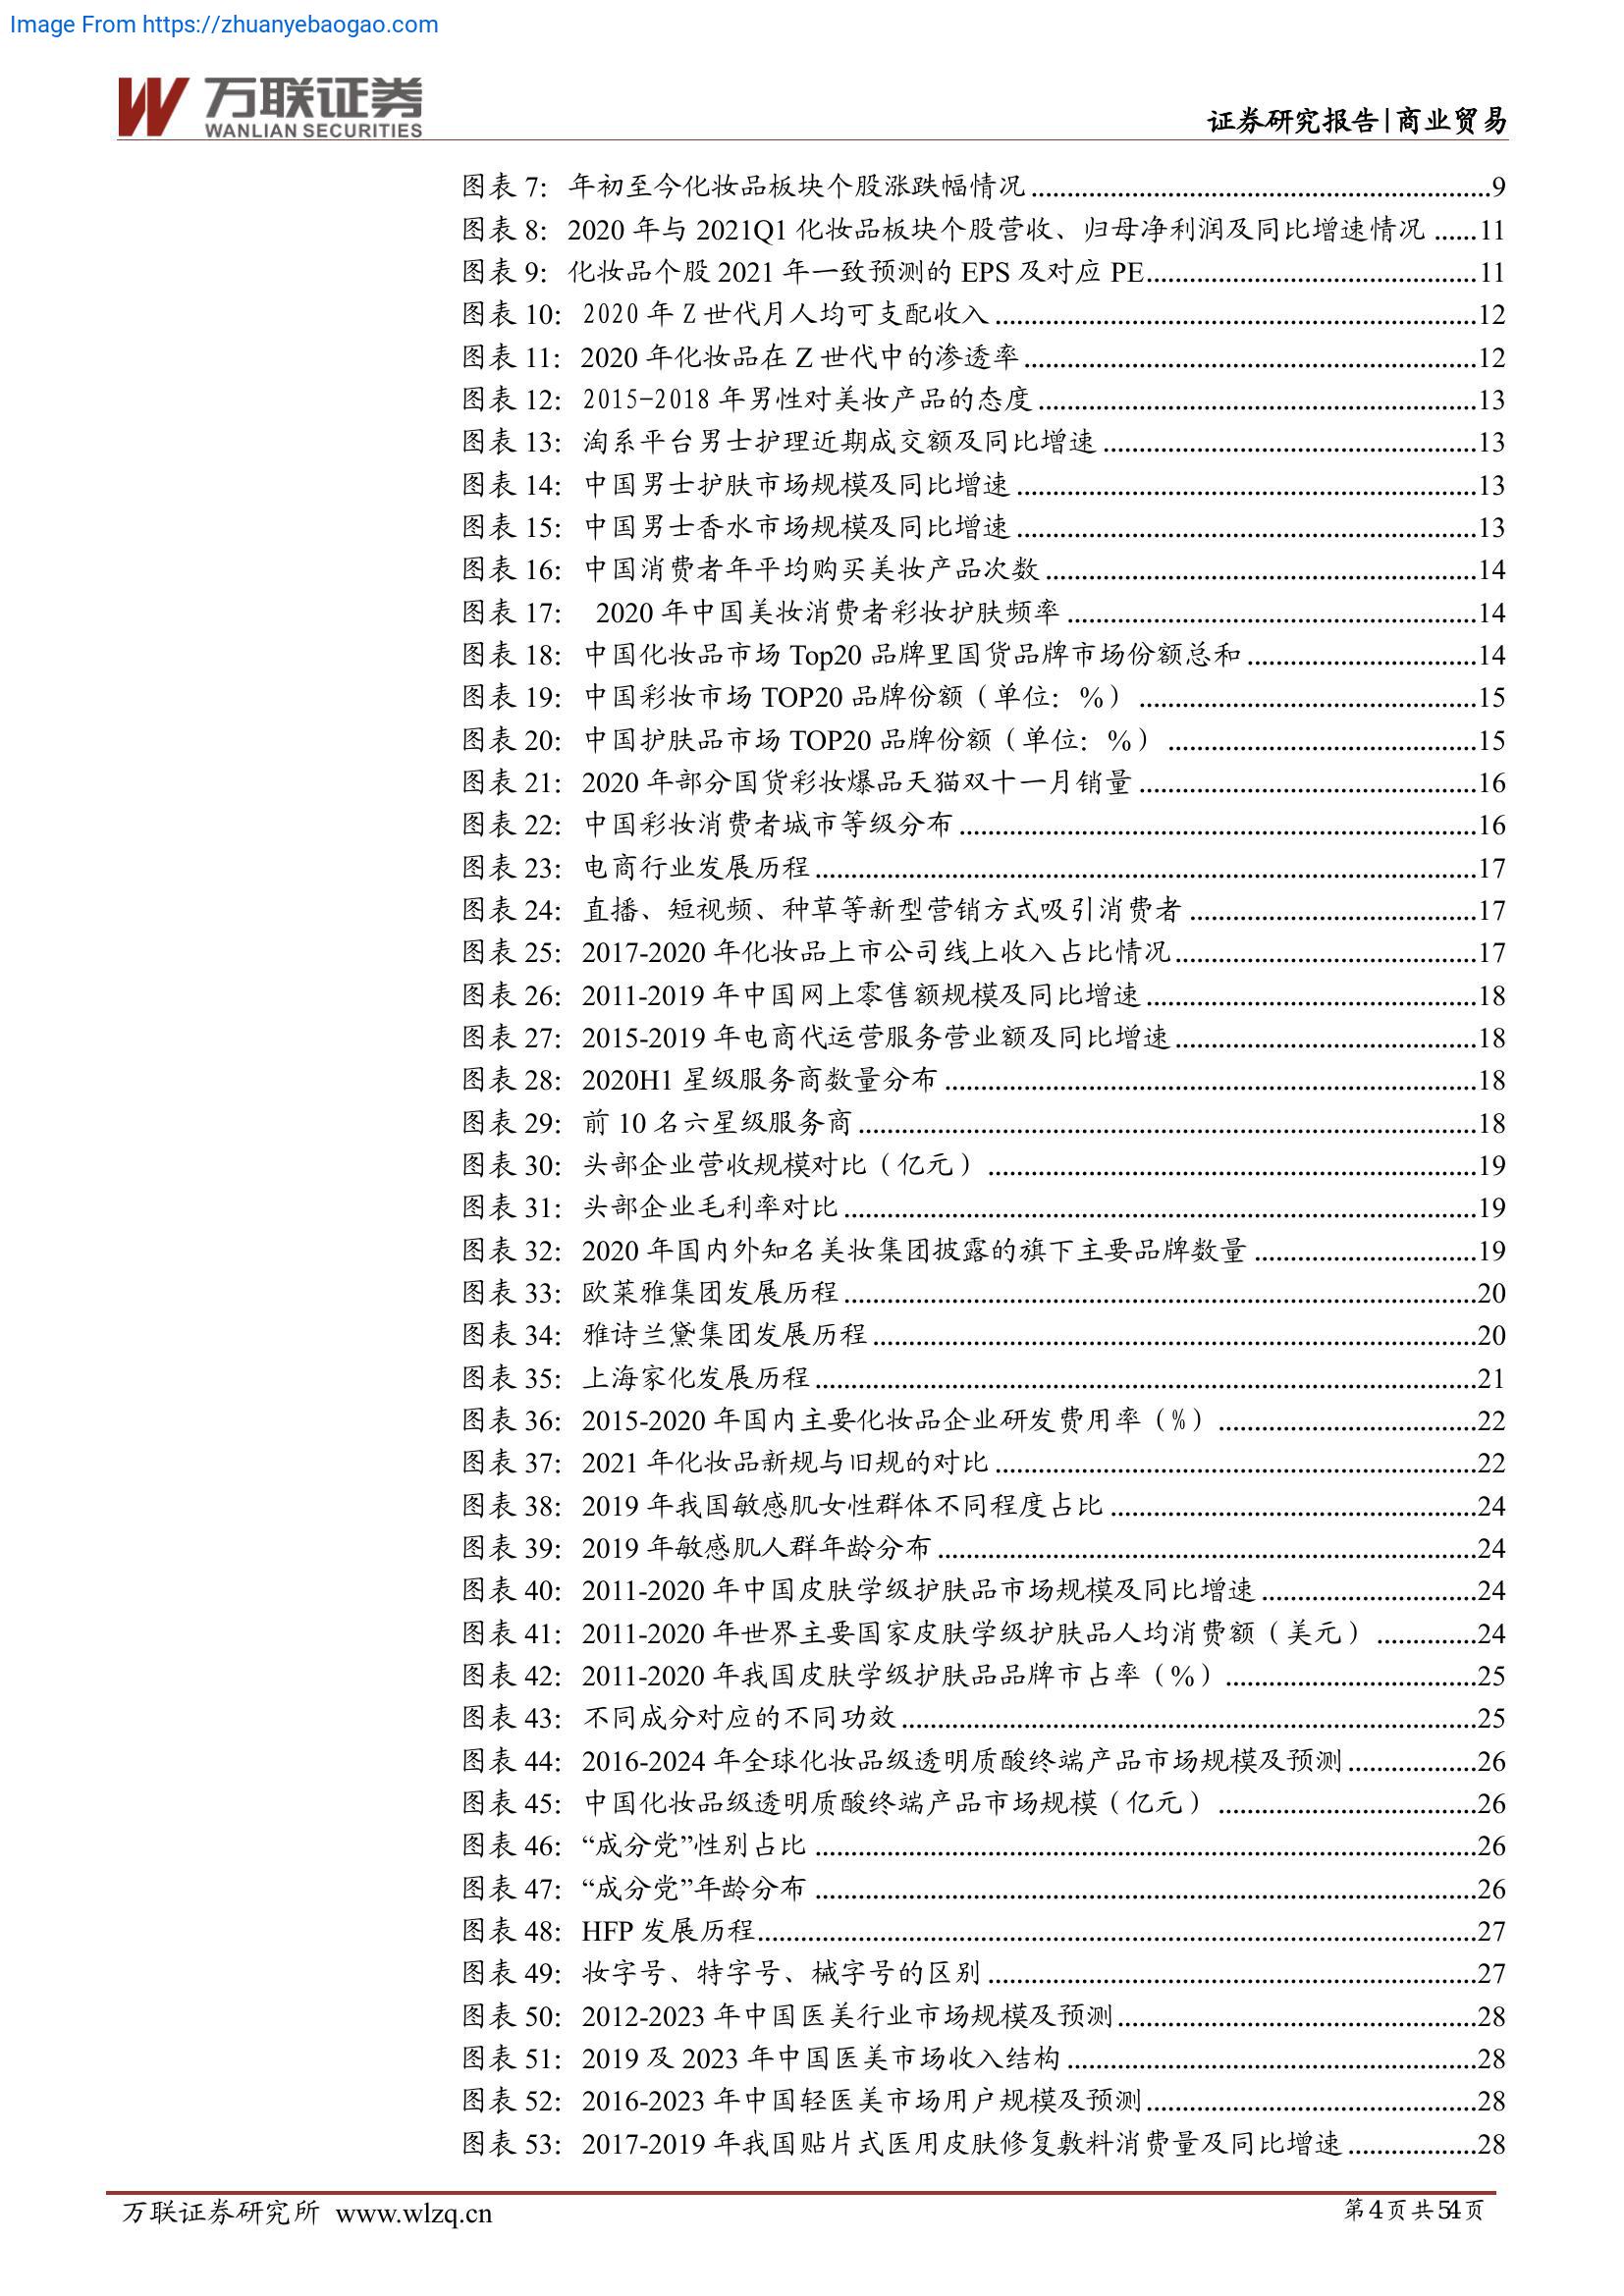 Image From https://zhuanyebaogao.com
万联证券
WANLIAN SECURITIES
证券研究报告|商业贸易
图表 7：年初至今化妆品板块个股涨跌幅情况................9
图表 8：2020 年与 2021Q1 化妆品板块个股营收、归母净利润及同比增速情况......11
图表 9：化妆品个股 2021 年一致预测的 EPS 及对应 PE................11
图表 10：2020 年 Z 世代月人均可支配收入................12
图表 11：2020 年化妆品在 Z 世代中的渗透率................12
图表 12：2015-2018 年男性对美妆产品的态度................13
图表 13：淘系平台男士护理近期成交额及同比增速................13
图表 14：中国男士护肤市场规模及同比增速................13
图表 15：中国男士香水市场规模及同比增速................13
图表 16：中国消费者年平均购买美妆产品次数................14
图表 17： 2020 年中国美妆消费者彩妆护肤频率................14
图表 18：中国化妆品市场 Top20 品牌里国货品牌市场份额总和................14
图表 19：中国彩妆市场 TOP20 品牌份额（单位：%）................15
图表 20：中国护肤品市场 TOP20 品牌份额（单位：%）................15
图表 21：2020 年部分国货彩妆爆品天猫双十一月销量................16
图表 22：中国彩妆消费者城市等级分布................16
图表 23：电商行业发展历程................17
图表 24：直播、短视频、种草等新型营销方式吸引消费者................17
图表 25：2017-2020 年化妆品上市公司线上收入占比情况................17
图表 26：2011-2019 年中国网上零售额规模及同比增速................18
图表 27：2015-2019 年电商代运营服务营业额及同比增速................18
图表 28：2020H1 星级服务商数量分布................18
图表 29：前 10 名六星级服务商................18
图表 30：头部企业营收规模对比（亿元）................19
图表 31：头部企业毛利率对比................19
图表 32：2020 年国内外知名美妆集团披露的旗下主要品牌数量................19
图表 33：欧莱雅集团发展历程................20
图表 34：雅诗兰黛集团发展历程................20
图表 35：上海家化发展历程................21
图表 36：2015-2020 年国内主要化妆品企业研发费用率（%）................22
图表 37：2021 年化妆品新规与旧规的对比................22
图表 38：2019 年我国敏感肌女性群体不同程度占比................24
图表 39：2019 年敏感肌人群年龄分布................24
图表 40：2011-2020 年中国皮肤学级护肤品市场规模及同比增速................24
图表 41：2011-2020 年世界主要国家皮肤学级护肤品人均消费额（美元）..............24
图表 42：2011-2020 年我国皮肤学级护肤品品牌市占率（%）................25
图表 43：不同成分对应的不同功效................25
图表 44：2016-2024 年全球化妆品级透明质酸终端产品市场规模及预测................26
图表 45：中国化妆品级透明质酸终端产品市场规模（亿元）................26
图表 46：“成分党”性别占比................26
图表 47：“成分党”年龄分布................26
图表 48：HFP 发展历程................27
图表 49：妆字号、特字号、械字号的区别................27
图表 50：2012-2023 年中国医美行业市场规模及预测................28
图表 51：2019 及 2023 年中国医美市场收入结构................28
图表 52：2016-2023 年中国轻医美市场用户规模及预测................28
图表 53：2017-2019 年我国贴片式医用皮肤修复敷料消费量及同比增速................28
万联证券研究所 www.wlzq.cn
第4页共54页